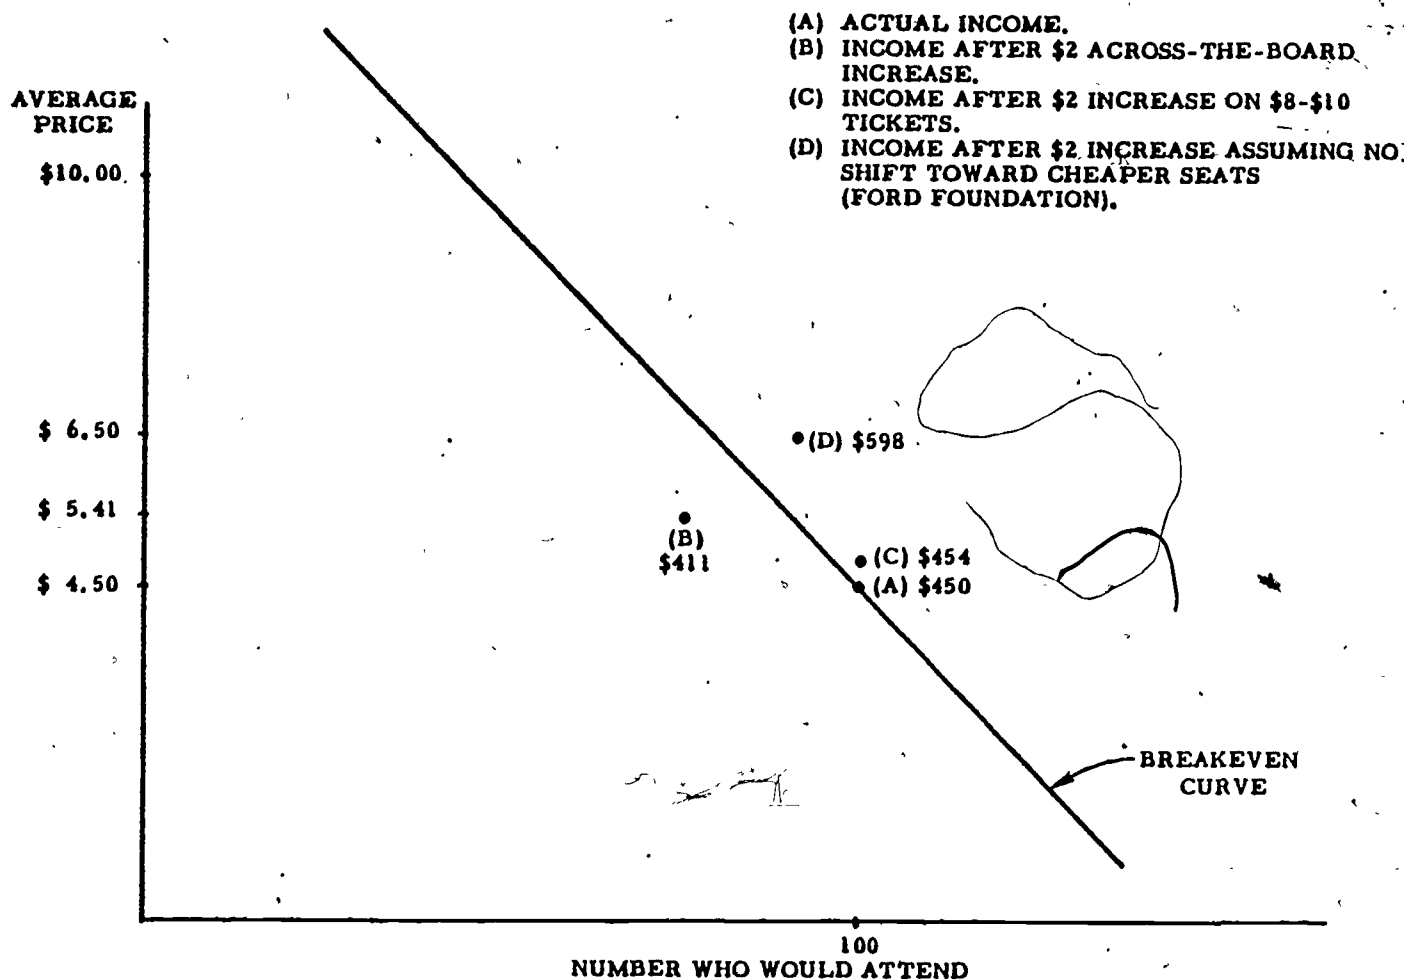 (A) ACTUAL INCOME.
(B) INCOME AFTER $2 ACROSS-THE-BOARD
INCREASE.
(C) INCOME AFTER $2 INCREASE ON $8-$10
TICKETS.
(D) INCOME AFTER $2 INCREASE ASSUMING NO
SHIFT TOWARD CHEAPER SEATS
(FORD FOUNDATION).
AVERAGE
PRICE
$10.00
$ 6.50
(D) $598
$ 5.41
(B)
$411
(C) $454
$ 4.50
(A) $450
BREAKEVEN
CURVE
100
NUMBER WHO WOULD ATTEND